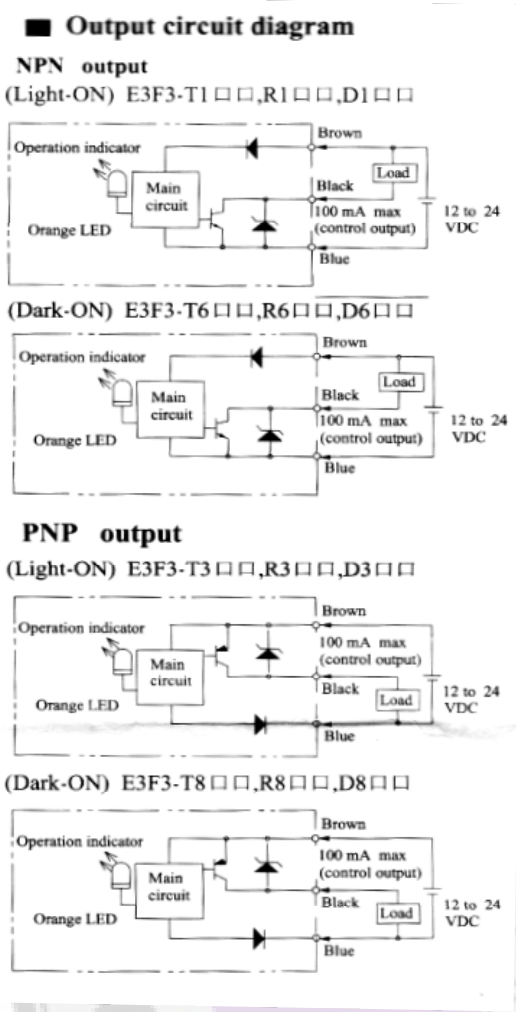 ■ Output circuit diagram
NPN output
(Light-ON) E3F3-T1□□,R1□□,D1□□
Brown
Operation indicator
Load
Main
circuit
Black
100 mA max
(control output)
12 to 24
VDC
Orange LED
Blue
(Dark-ON) E3F3-T6□□,R6□□,D6□□
Brown
Operation indicator
Load
Main
circuit
Black
100 mA max
(control output)
12 to 24
VDC
Orange LED
Blue
PNP output
(Light-ON) E3F3-T3□□,R3□□,D3□□
Brown
Operation indicator
100 mA max
(control output)
Main
circuit
Black
Load
12 to 24
VDC
Orange LED
Blue
(Dark-ON) E3F3-T8□□,R8□□,D8□□
Brown
Operation indicator
100 mA max
(control output)
Main
circuit
Black
Load
12 to 24
VDC
Orange LED
Blue